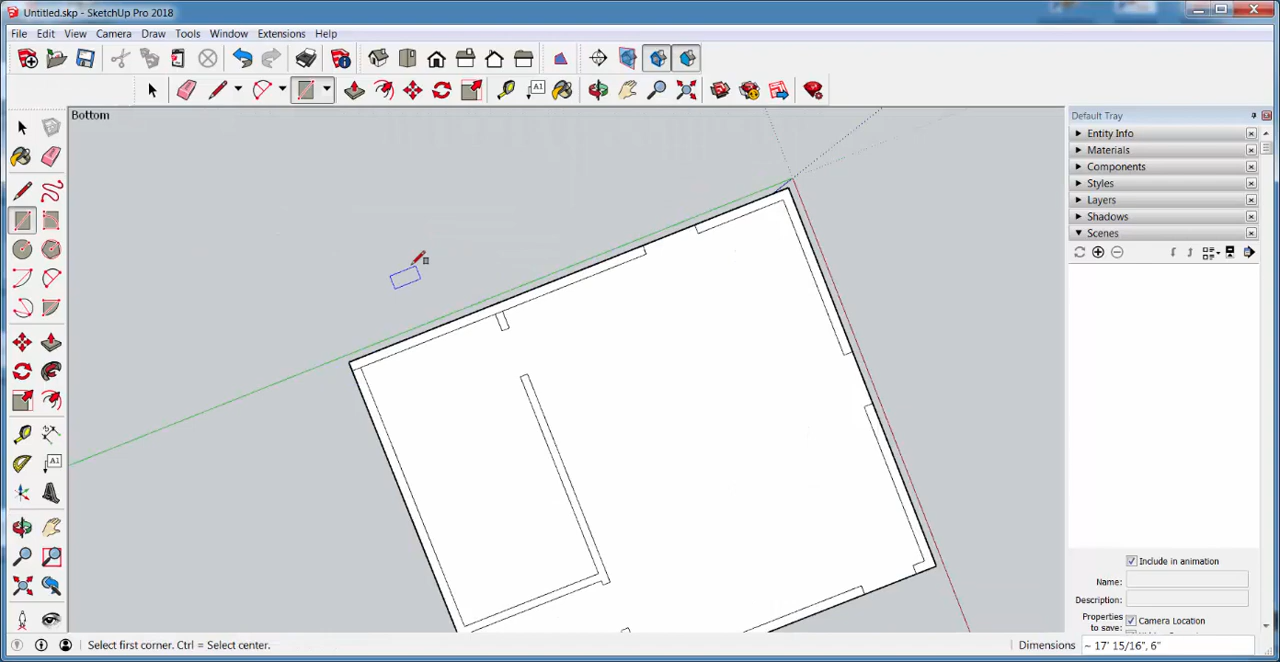 Untitled.skp - SketchUp Pro 2018
File Edit View Camera Draw Tools Window Extensions Help
A1
Bottom
Default Tray
Entity Info
Materials
Components
Styles
Layers
Shadows
Scenes
A1
Include in animation
Name:
Description:
Properties
to save:
Camera Location
Select first corner. Ctrl = Select center.
Dimensions ~ 17' 15/16", 6"